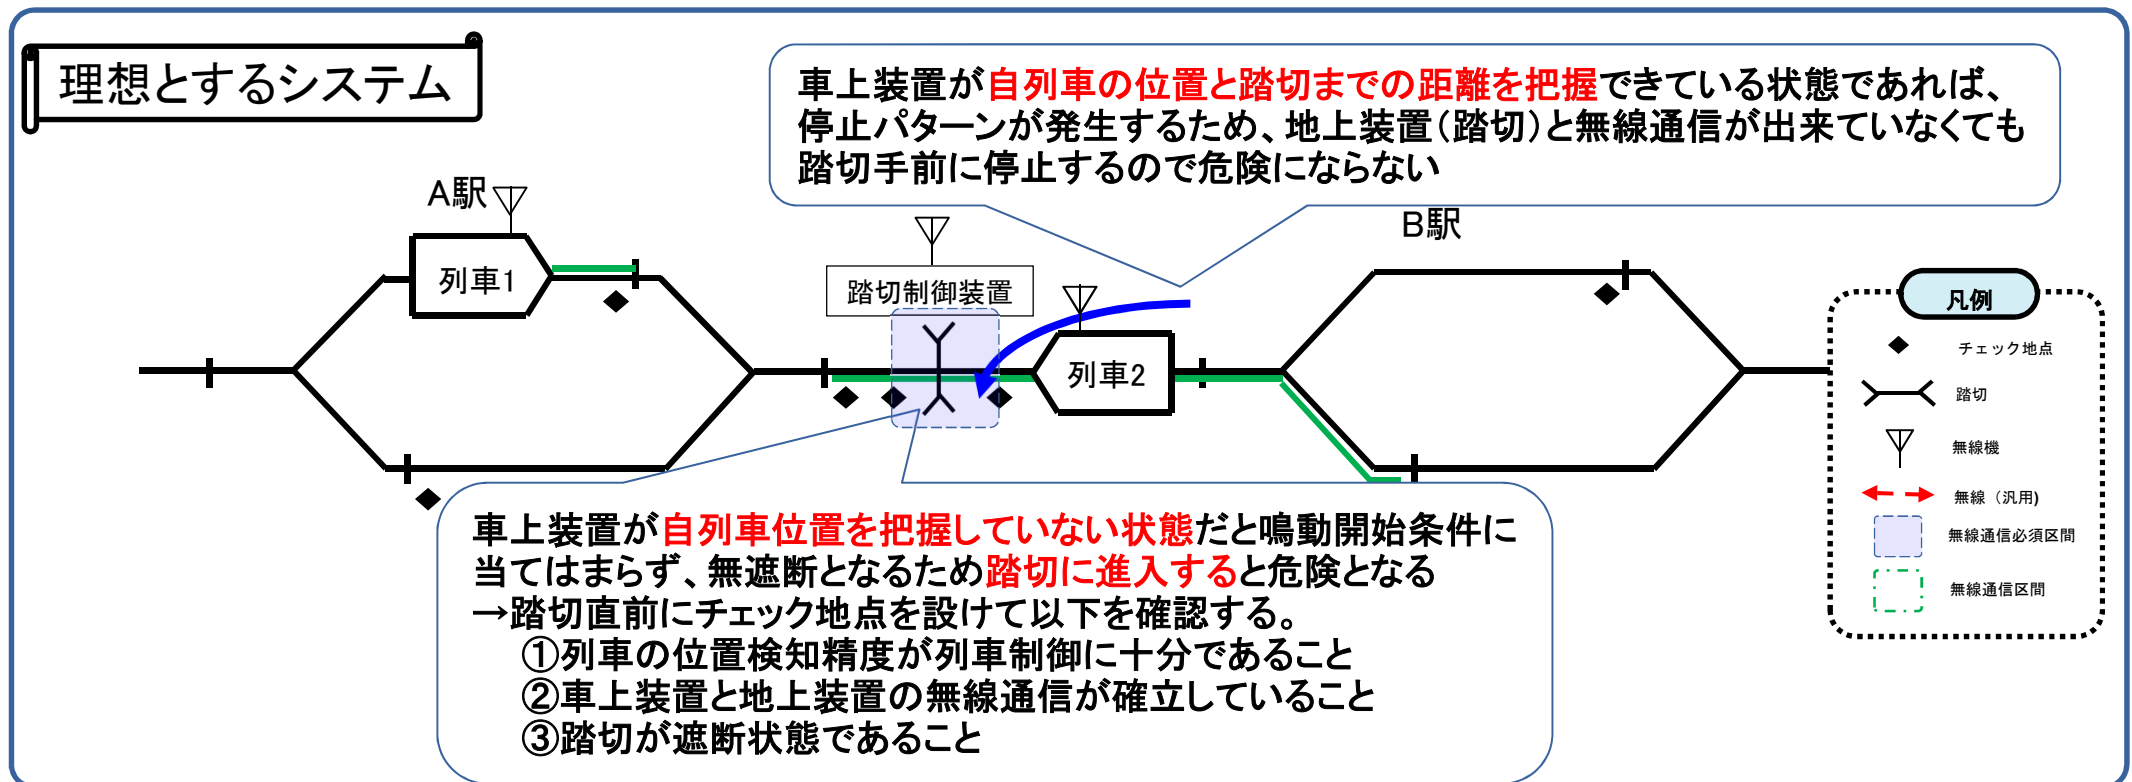 理想とするシステム
車上装置が自列車の位置と踏切までの距離を把握できている状態であれば、
停止パターンが発生するため、地上装置(踏切)と無線通信が出来ていなくても
踏切手前に停止するので危険にならない
A駅
B駅
列車1
踏切制御装置
列車2
凡例
チェック地点
踏切
無線機
無線（汎用)
無線通信必須区間
無線通信区間
車上装置が自列車位置を把握していない状態だと鳴動開始条件に
当てはまらず、無遮断となるため踏切に進入すると危険となる
→踏切直前にチェック地点を設けて以下を確認する。
①列車の位置検知精度が列車制御に十分であること
②車上装置と地上装置の無線通信が確立していること
③踏切が遮断状態であること